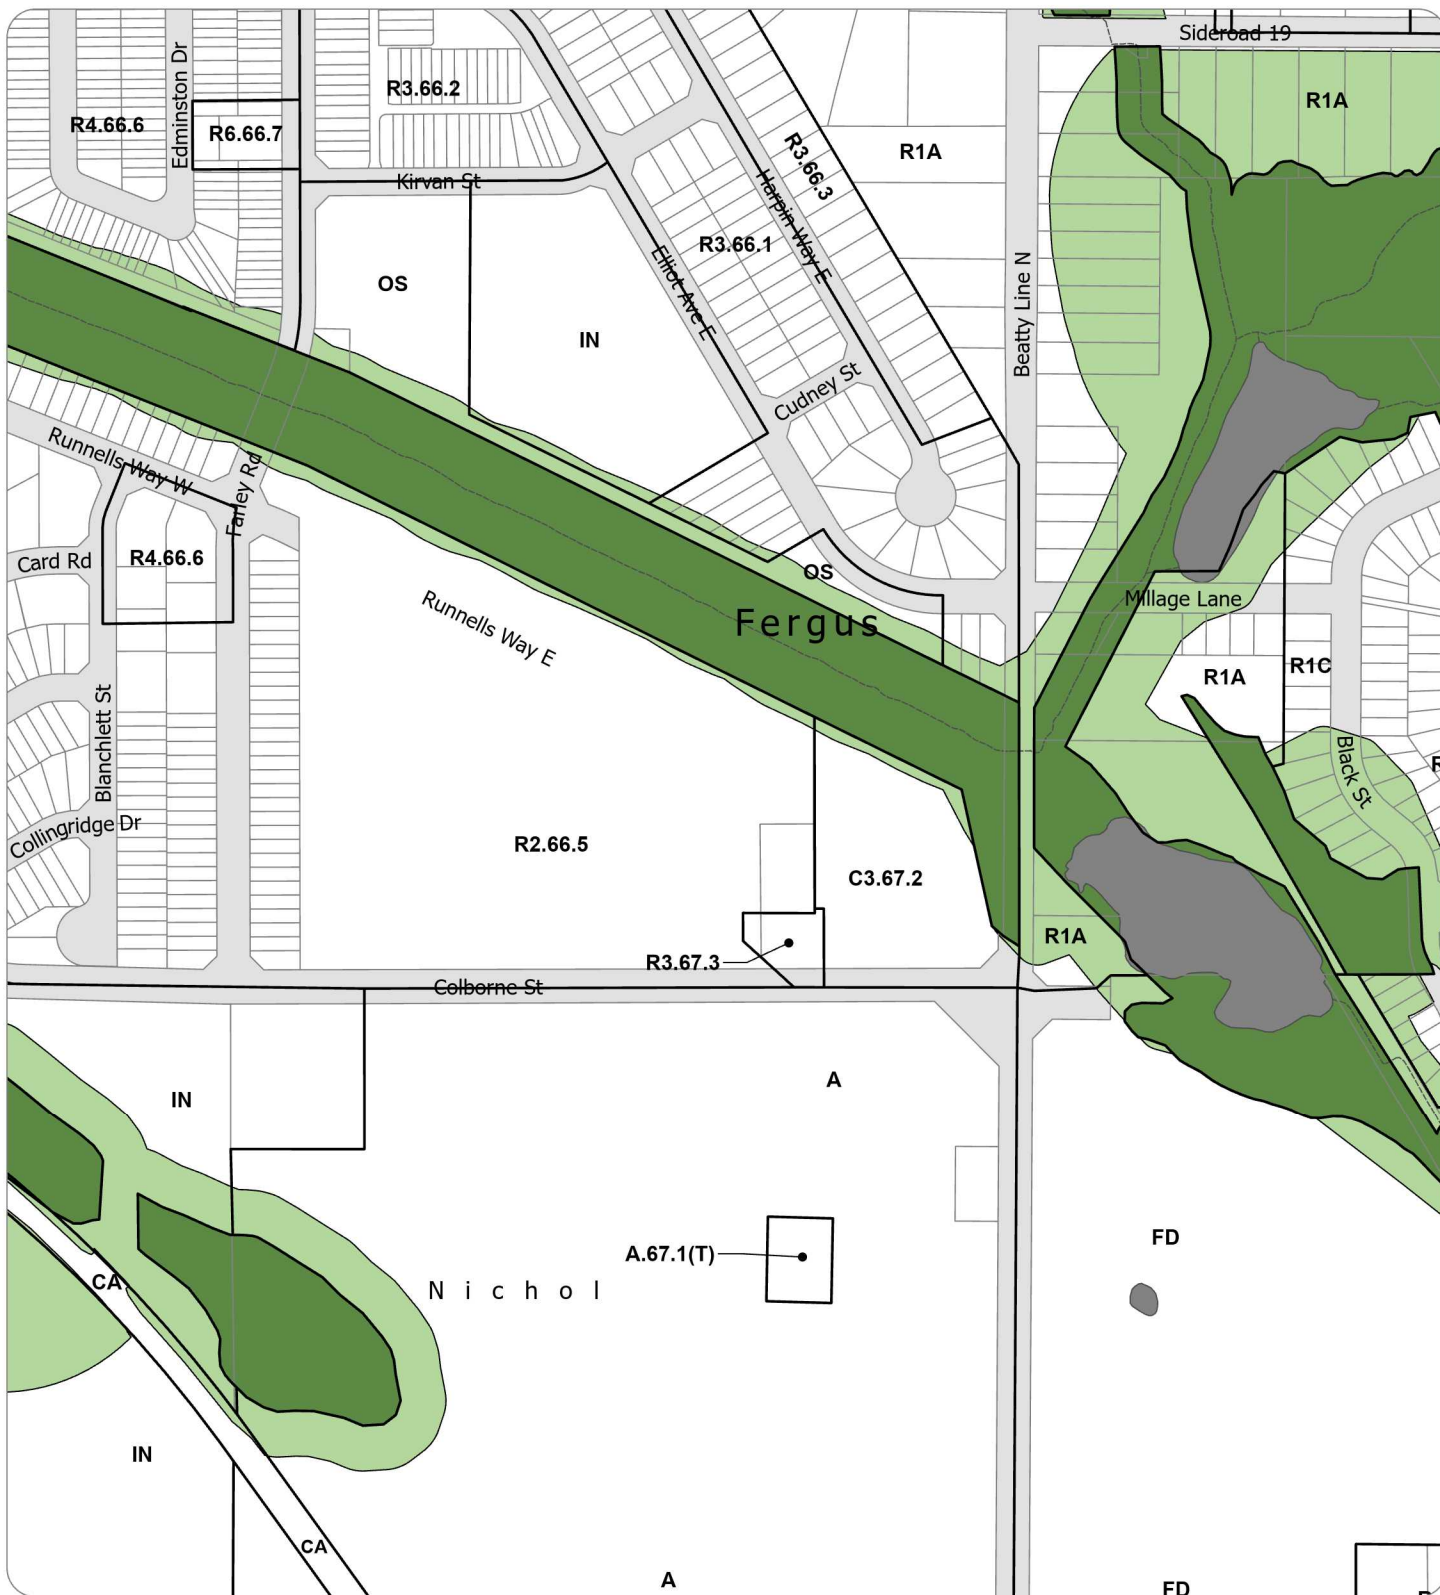 Sideroad 19
Edminston Dr
R3.66.2
R1A
R4.66.6
R6.66.7
R3.66.3
R1A
Kirvan St
Harpin Way E
R3.66.1
Elliot Ave E
OS
Beatty Line N
IN
Cudney St
Runnells Way W
Farley Rd
Card Rd
R4.66.6
OS
Millage Lane
Runnells Way E
Fergus
R1A
R1C
Blanchlett St
Black St
R
Collingridge Dr
R2.66.5
C3.67.2
R1A
R3.67.3
Colborne St
A
IN
FD
A.67.1(T)
CA
Nichol
IN
CA
A
FD